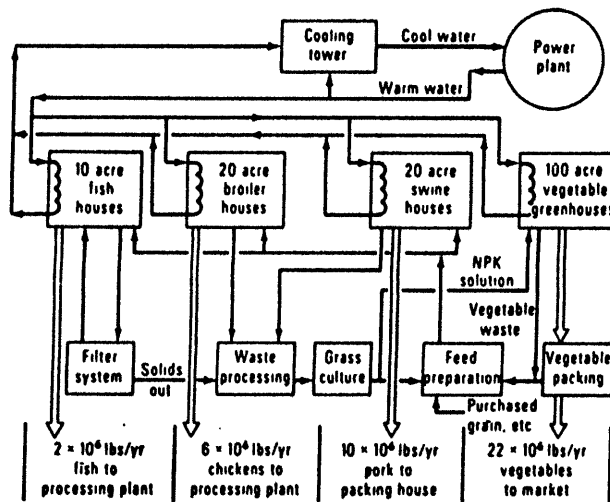 Cooling
tower
Cool water
Power
plant
Warm water
10 acre
fish
houses
20 acre
broiler
houses
20 acre
swine
houses
100 acre
vegetable
greenhouses
NPK
solution
Vegetable
waste
Filter
system
Solids
out
Waste
processing
Grass
culture
Feed
preparation
Vegetable
packing
Purchased
grain, etc
2 × 10⁶ lbs/yr
fish to
processing plant
6 × 10⁶ lbs/yr
chickens to
processing plant
10 × 10⁶ lbs/yr
pork to
packing house
22 × 10⁶ lbs/yr
vegetables
to market